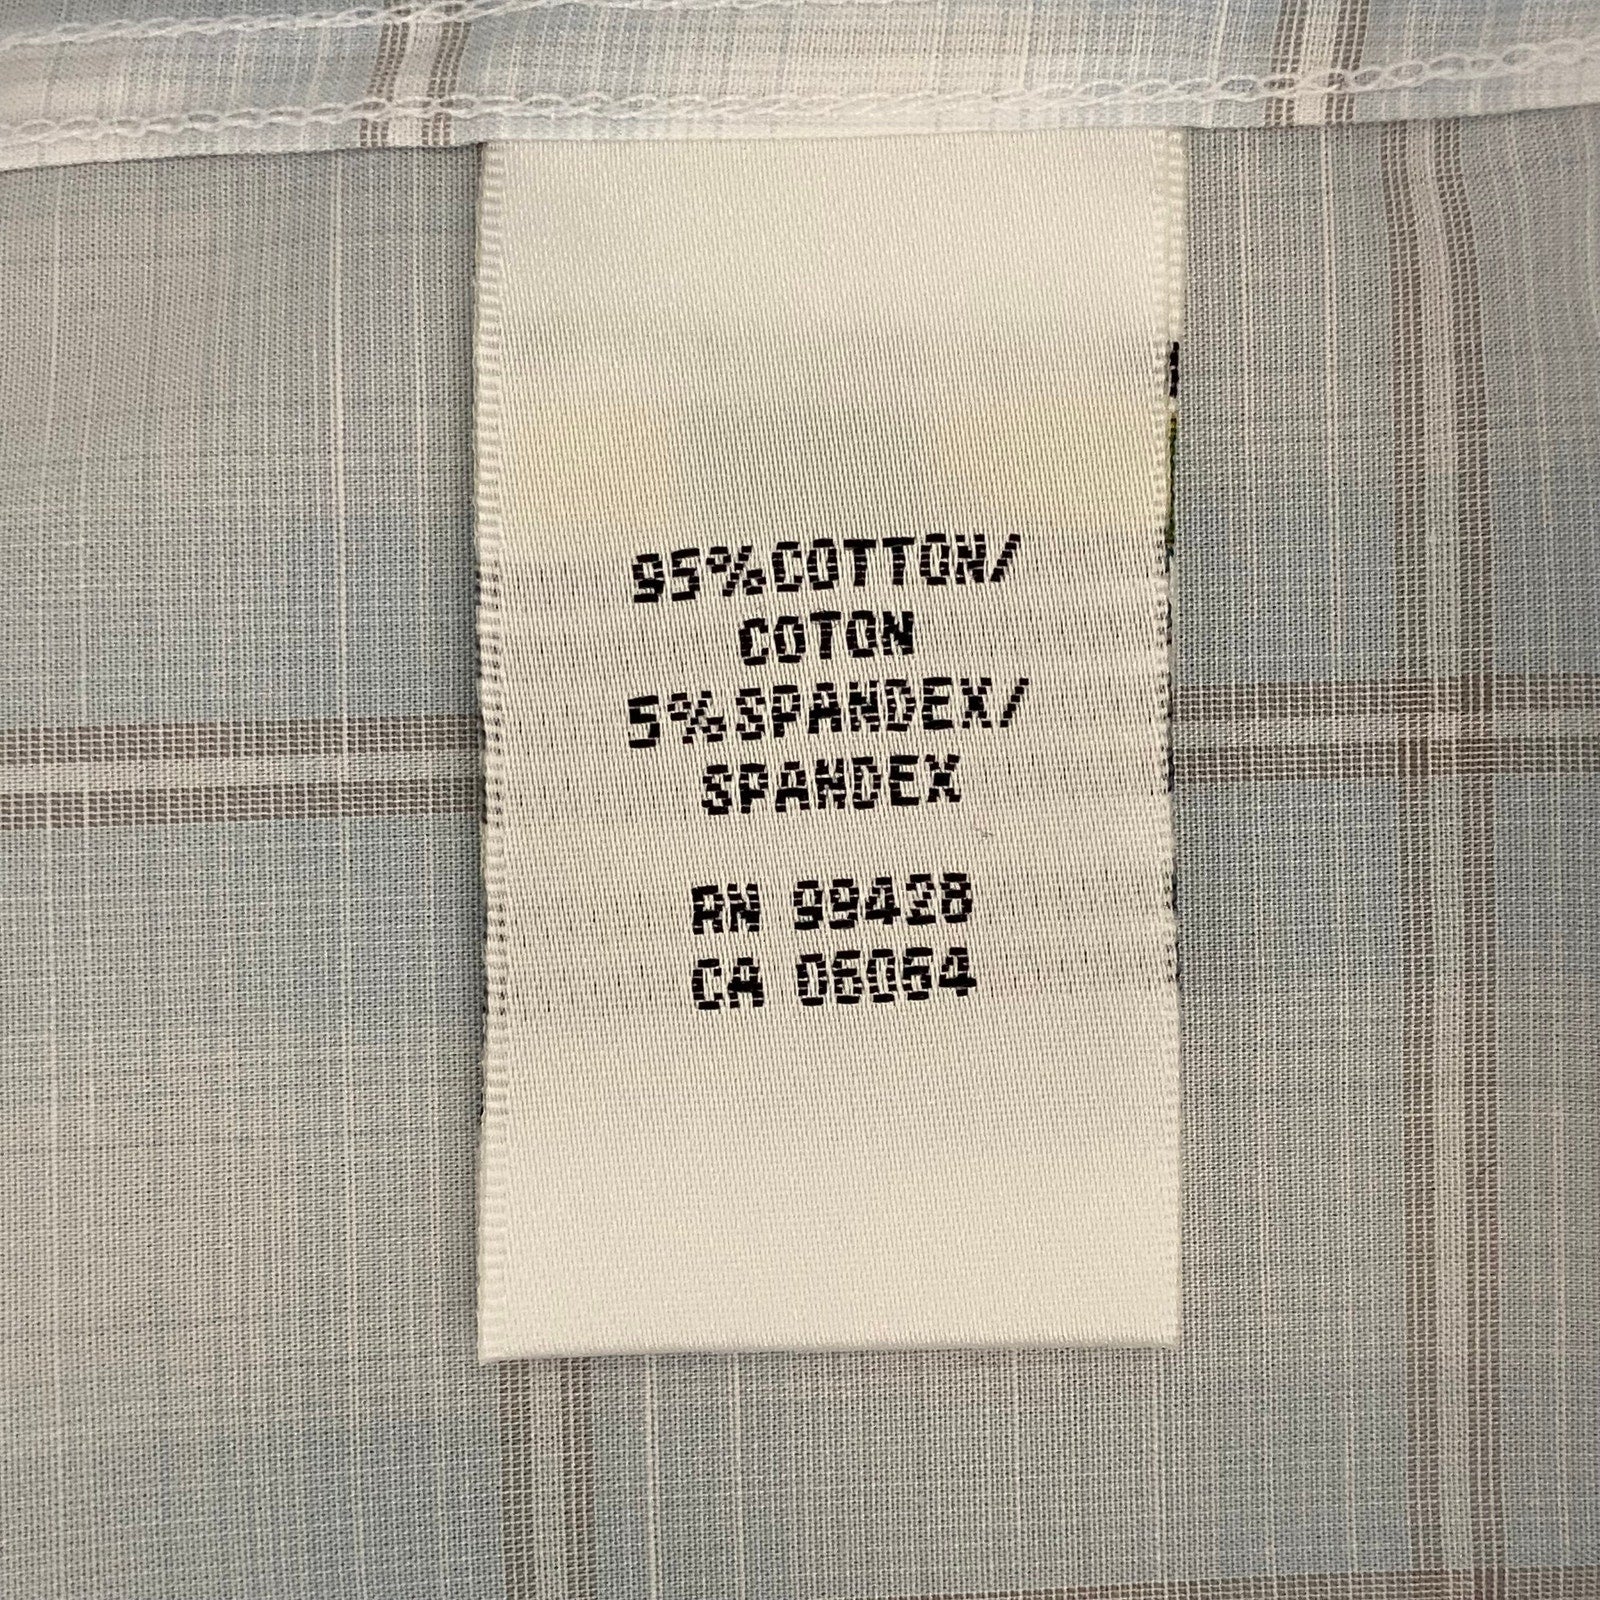 95%COTTON/
COTON
5%SPANDEX/
SPANDEX
RN 99428
CA 06064